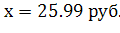 x = 25.99 руб.